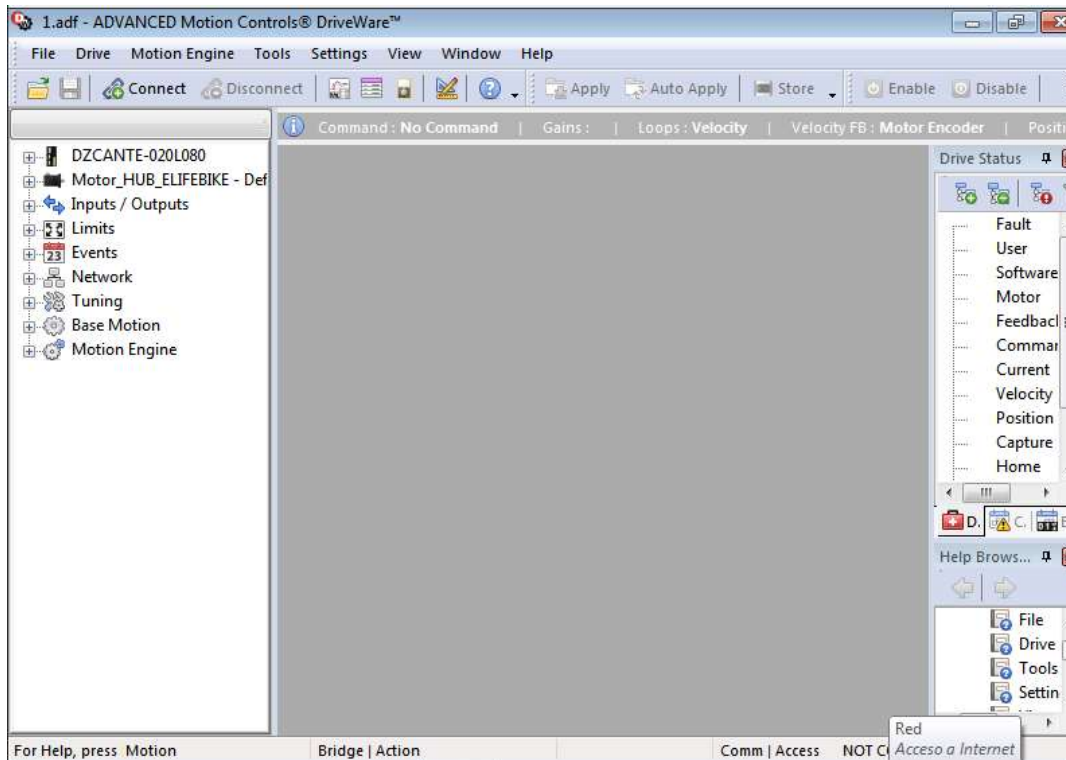 1.adf - ADVANCED Motion Controls® DriveWare™
File Drive Motion Engine Tools Settings View Window Help
Connect Disconnect Apply Auto Apply Store Enable Disable
Command : No Command | Gains : | Loops : Velocity | Velocity FB : Motor Encoder | Positi
DZCANTE-020L080
Motor_HUB_ELIFEBIKE - Def
Inputs / Outputs
Limits
23 Events
Network
Tuning
Base Motion
Motion Engine
Drive Status
Fault
User
Software
Motor
Feedback
Comman
Current
Velocity
Position
Capture
Home
D. C. E
Help Brows...
File
Drive
Tools
Settin
Red
Acceso a Internet
For Help, press Motion Bridge | Action Comm | Access NOT C